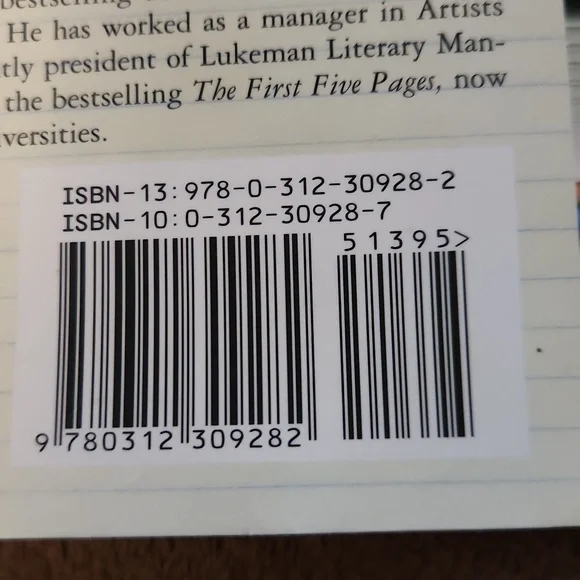 He has worked as a manager in Artists
tly president of Lukeman Literary Man-
the bestselling The First Five Pages, now
versities.
ISBN-13: 978-0-312-30928-2
ISBN-10: 0-312-30928-7
51395>
9 780312 309282